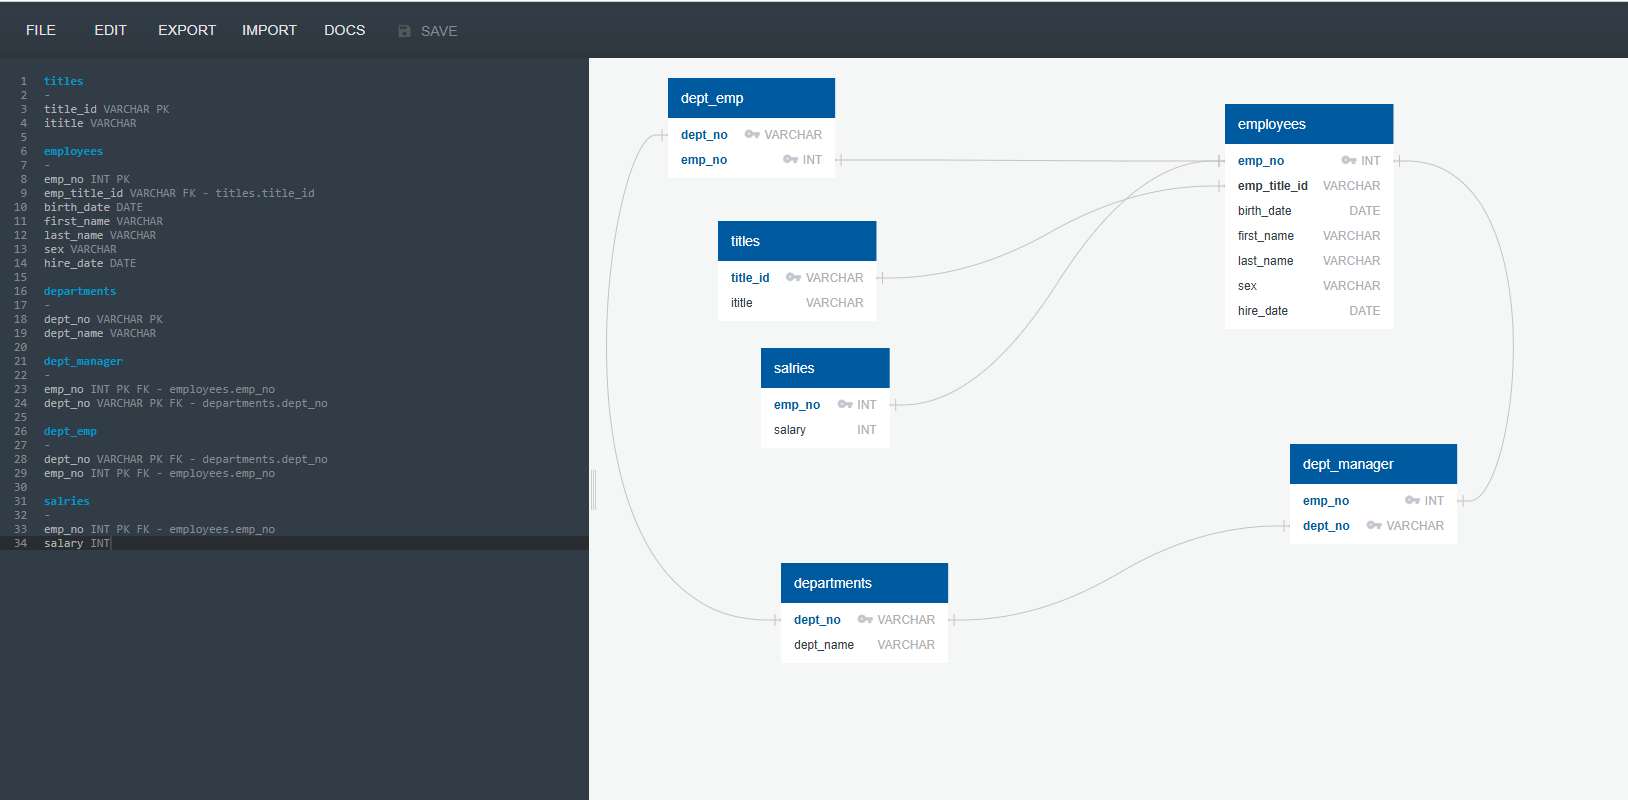 FILE EDIT EXPORT IMPORT DOCS SAVE
1 titles
2 -
3 title_id VARCHAR PK
4 ititle VARCHAR
5
6 employees
7 -
8 emp_no INT PK
9 emp_title_id VARCHAR FK - titles.title_id
10 birth_date DATE
11 first_name VARCHAR
12 last_name VARCHAR
13 sex VARCHAR
14 hire_date DATE
15
16 departments
17 -
18 dept_no VARCHAR PK
19 dept_name VARCHAR
20
21 dept_manager
22 -
23 emp_no INT PK FK - employees.emp_no
24 dept_no VARCHAR PK FK - departments.dept_no
25
26 dept_emp
27 -
28 dept_no VARCHAR PK FK - departments.dept_no
29 emp_no INT PK FK - employees.emp_no
30
31 salries
32 -
33 emp_no INT PK FK - employees.emp_no
34 salary INT
dept_emp
dept_no VARCHAR
emp_no INT
employees
emp_no INT
emp_title_id VARCHAR
birth_date DATE
first_name VARCHAR
last_name VARCHAR
sex VARCHAR
hire_date DATE
titles
title_id VARCHAR
ititle VARCHAR
salries
emp_no INT
salary INT
dept_manager
emp_no INT
dept_no VARCHAR
departments
dept_no VARCHAR
dept_name VARCHAR